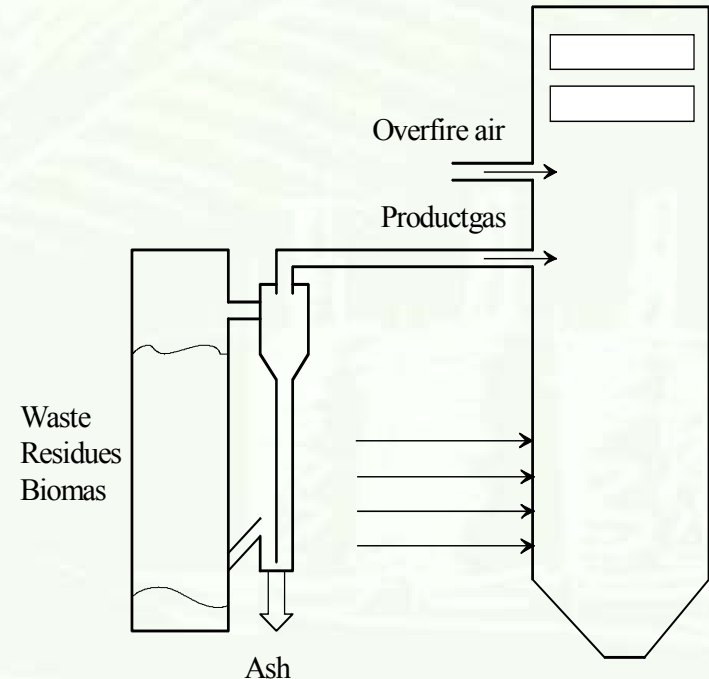 Overfire air
Productgas
Waste
Residues
Biomas
Ash